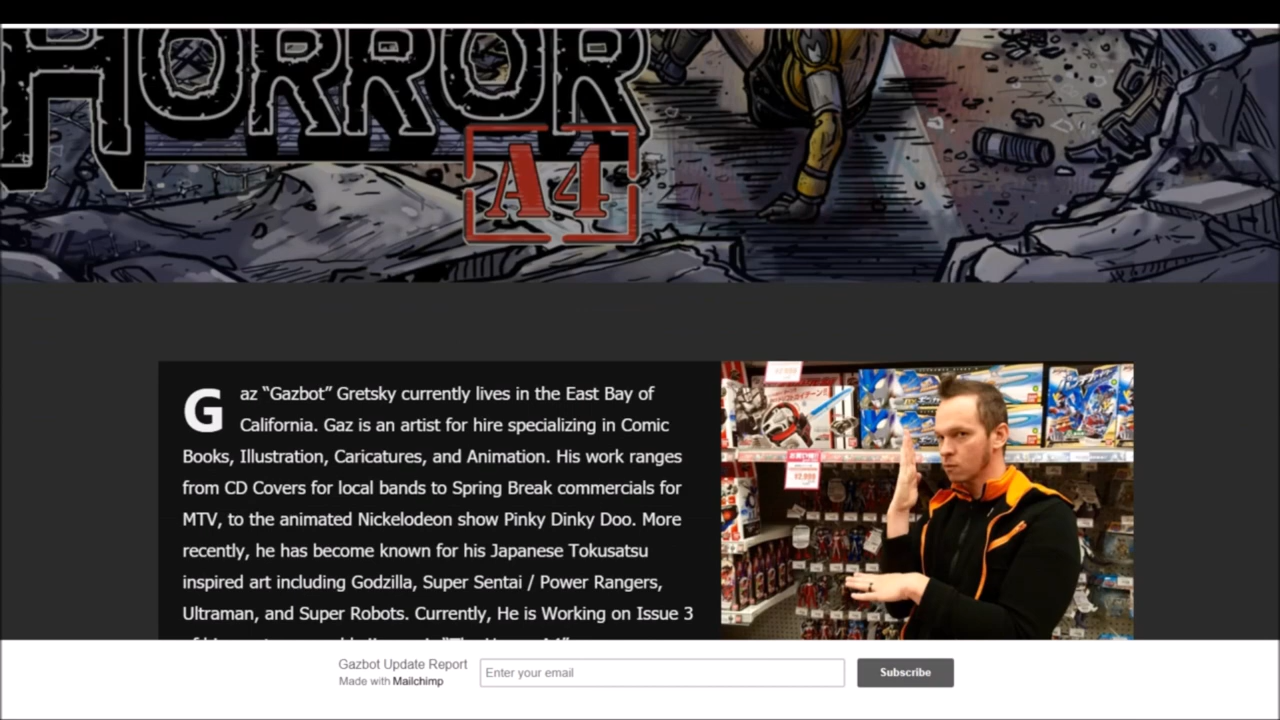 HORROR
A4
Gaz “Gazbot” Gretsky currently lives in the East Bay of
California. Gaz is an artist for hire specializing in Comic
Books, Illustration, Caricatures, and Animation. His work ranges
from CD Covers for local bands to Spring Break commercials for
MTV, to the animated Nickelodeon show Pinky Dinky Doo. More
recently, he has become known for his Japanese Tokusatsu
inspired art including Godzilla, Super Sentai / Power Rangers,
Ultraman, and Super Robots. Currently, He is Working on Issue 3
Gazbot Update Report
Made with Mailchimp
Enter your email
Subscribe